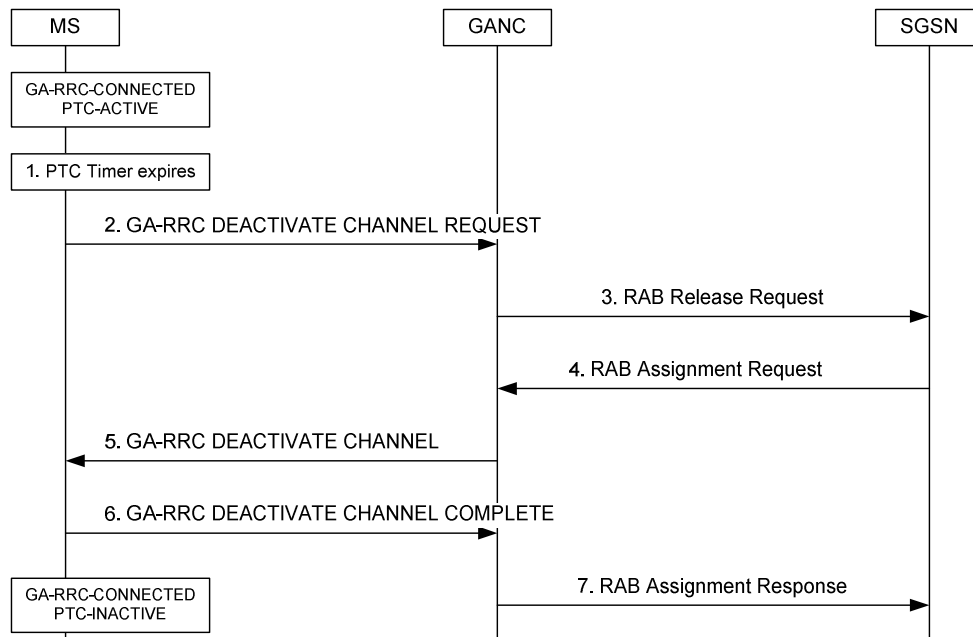 MS
GANC
SGSN
GA-RRC-CONNECTED
PTC-ACTIVE
1. PTC Timer expires
2. GA-RRC DEACTIVATE CHANNEL REQUEST
3. RAB Release Request
4. RAB Assignment Request
5. GA-RRC DEACTIVATE CHANNEL
6. GA-RRC DEACTIVATE CHANNEL COMPLETE
GA-RRC-CONNECTED
PTC-INACTIVE
7. RAB Assignment Response